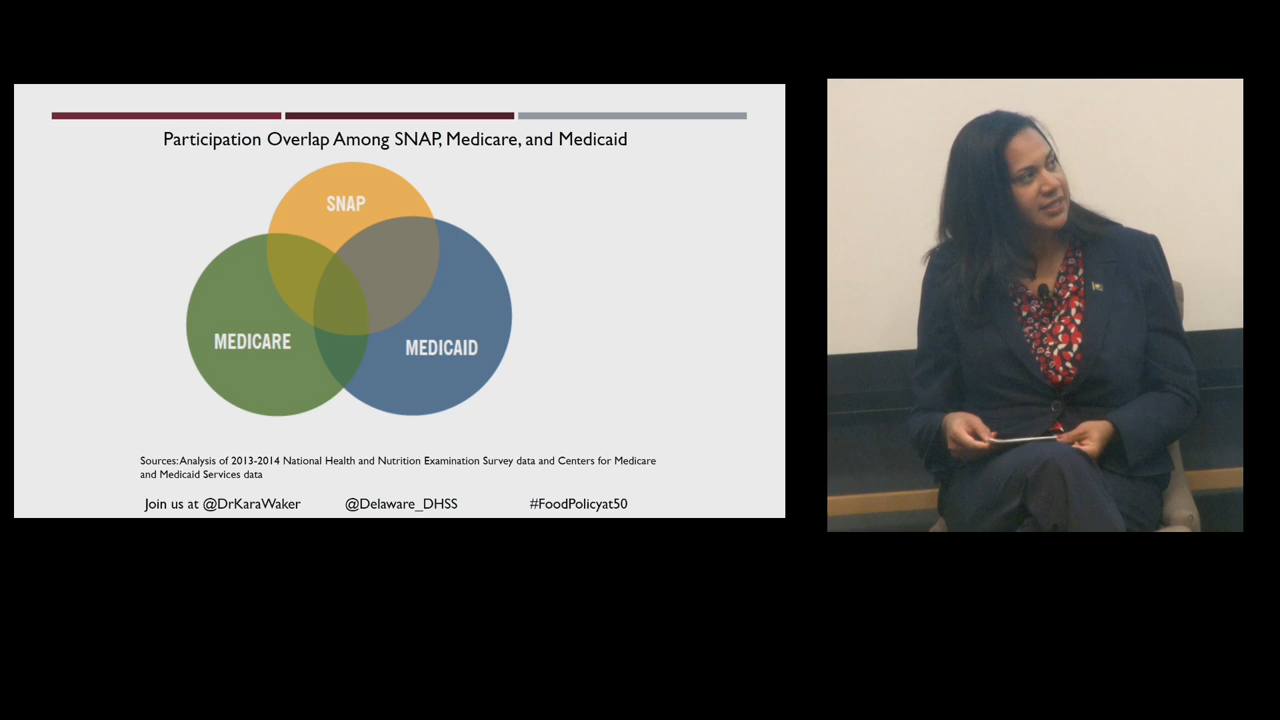 Participation Overlap Among SNAP, Medicare, and Medicaid
SNAP
MEDICARE
MEDICAID
Sources: Analysis of 2013-2014 National Health and Nutrition Examination Survey data and Centers for Medicare
and Medicaid Services data
Join us at @DrKaraWaker @Delaware_DHSS #FoodPolicyat50